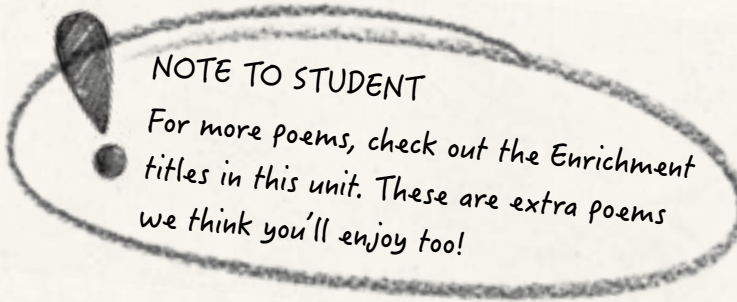 NOTE TO STUDENT
For more poems, check out the Enrichment
titles in this unit. These are extra poems
we think you'll enjoy too!